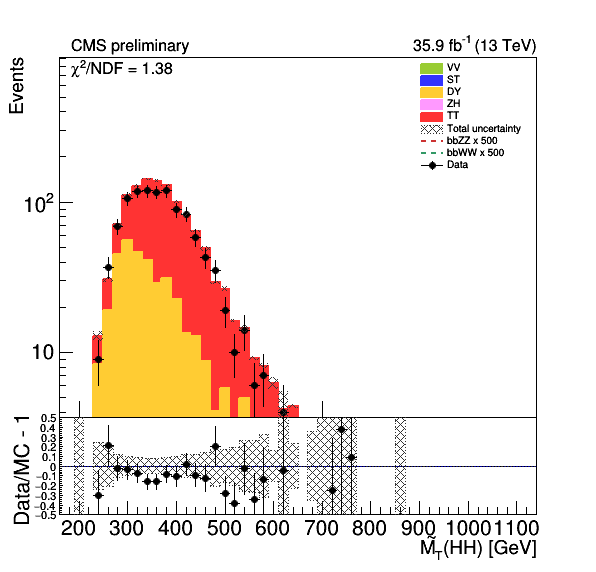 CMS preliminary 35.9 fb⁻¹ (13 TeV)
χ²/NDF = 1.38
Events
VV
ST
DY
ZH
TT
Total uncertainty
bbZZ x 500
bbWW x 500
Data
10²
10
Data/MC - 1
0.5
0.4
0.3
0.2
0.1
0
−0.1
−0.2
−0.3
−0.4
−0.5
200 300 400 500 600 700 800 900 1000 1100
M̃_T(HH) [GeV]